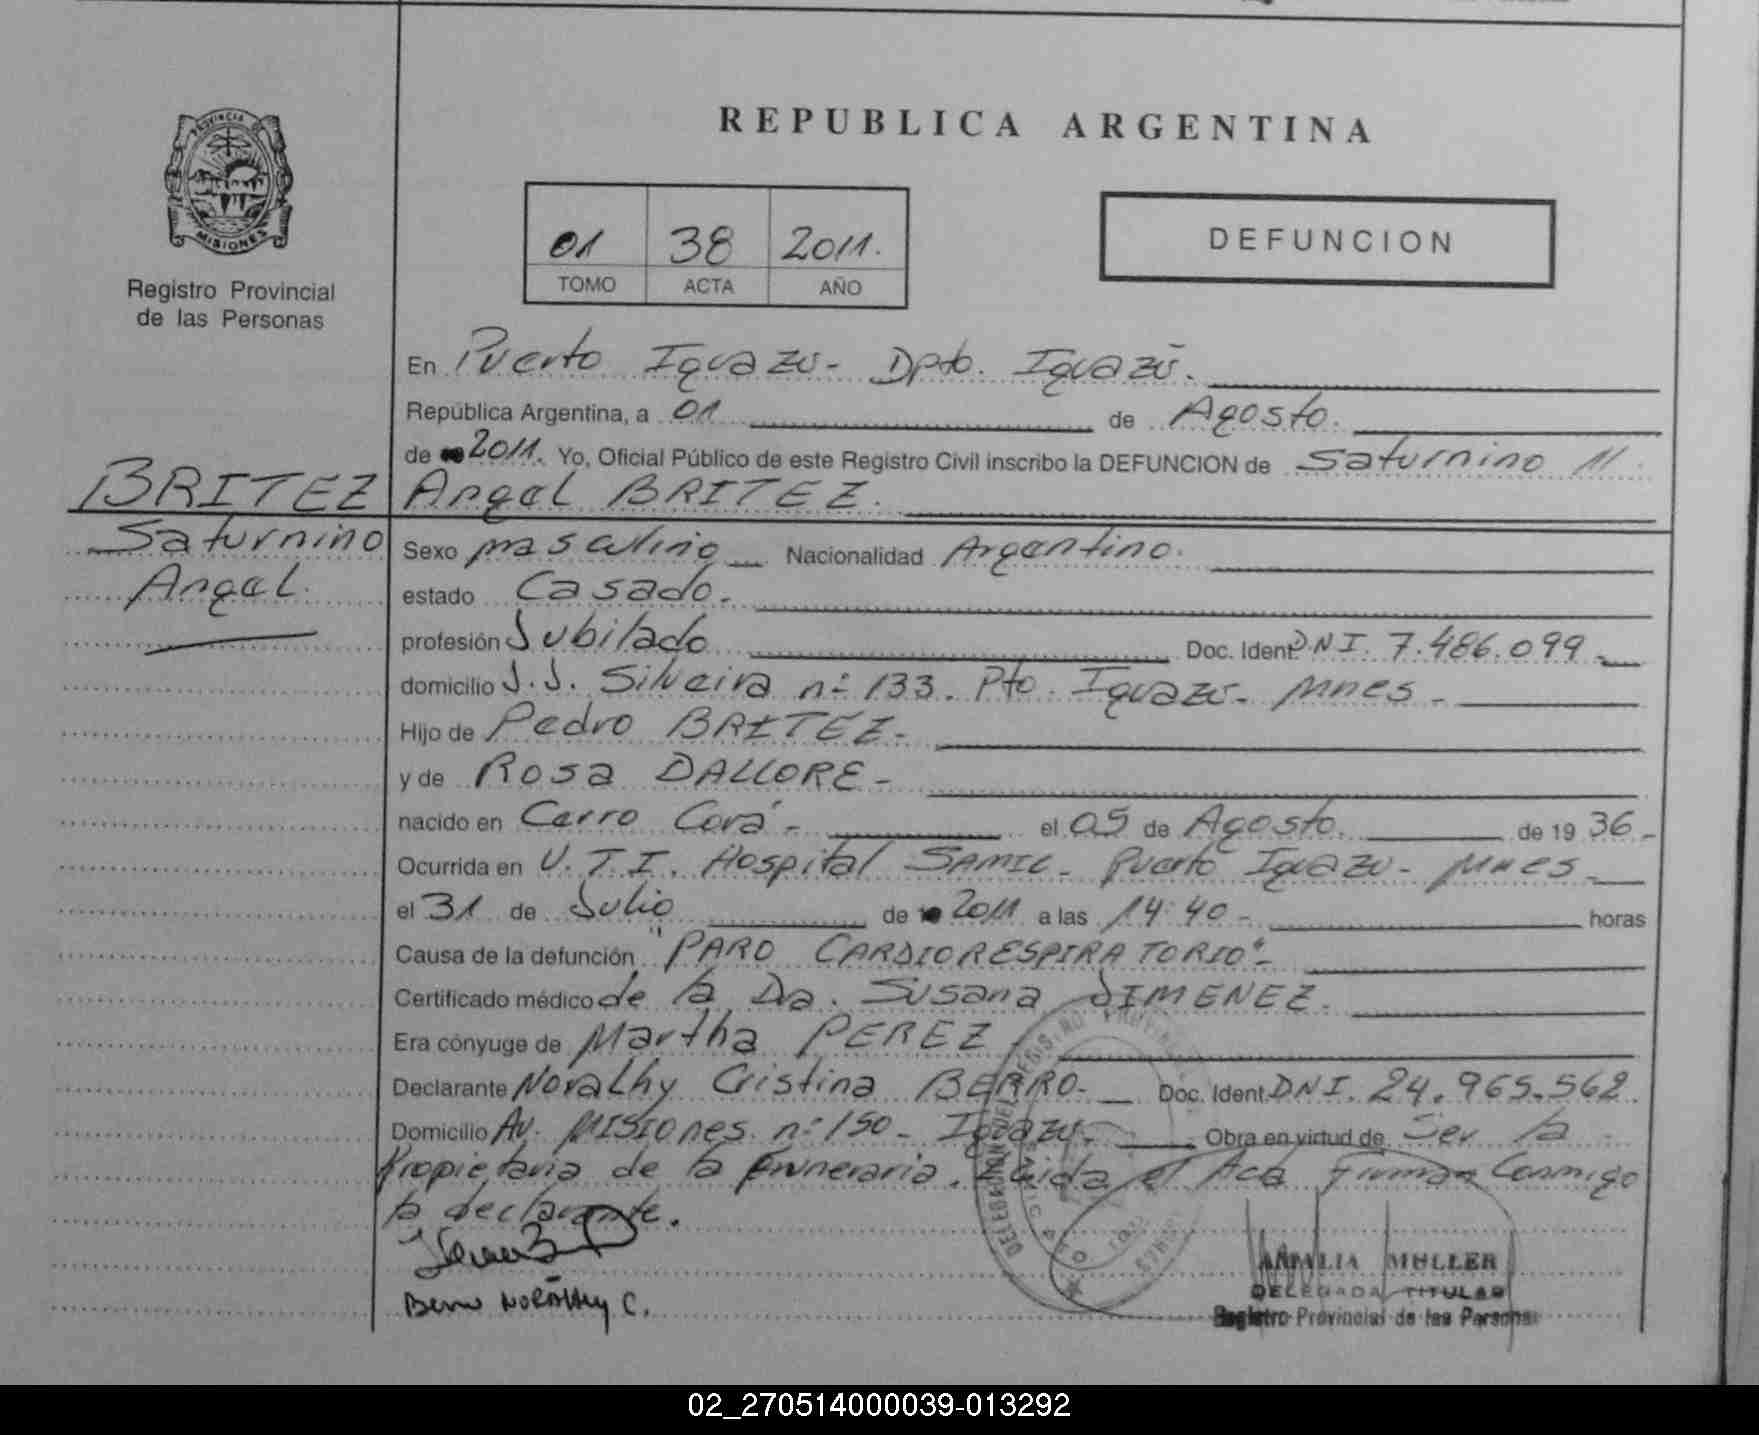 PROVINCIA DE
MISIONES
Registro Provincial
de las Personas
REPUBLICA ARGENTINA
01 38 2011.
TOMO ACTA AÑO
DEFUNCION
En Puerto Iguazú- Dpto. Iguazú.
República Argentina, a 01 de Agosto.
de 2011. Yo, Oficial Público de este Registro Civil inscribo la DEFUNCION de Saturnino
BRITEZ Angel BRITEZ.
Saturnino
Angel.
Sexo masculino Nacionalidad Argentino.
estado Casado.
profesión Jubilado Doc. Ident. DNI. 7.486.099
domicilio J.J. Silveira nº 133. Pto. Iguazú- Mnes-
Hijo de Pedro BRITEZ-
y de Rosa DALLORE-
nacido en Cerro Corá- el 05 de Agosto. de 1936-
Ocurrida en U.T.I. Hospital SAMIC- Puerto Iguazú- Mnes-
el 31 de Julio de 2011 a las 14:40- horas
Causa de la defunción "PARO CARDIORESPIRATORIO"-
Certificado médico de la Dra. Susana JIMENEZ.
Era cónyuge de Martha PEREZ
Declarante Noralhy Cristina BERRO- Doc. Ident. DNI. 24.965.562.
Domicilio Av. Misiones nº 150- Iguazú. Obra en virtud de Ser la
Propietaria de la funeraria. Leida el Acta firman Conmigo
la declarante.
Berro Noralhy C.
MULLER
DELEGADA TITULAR
Registro Provincial de las Personas
02_270514000039-013292